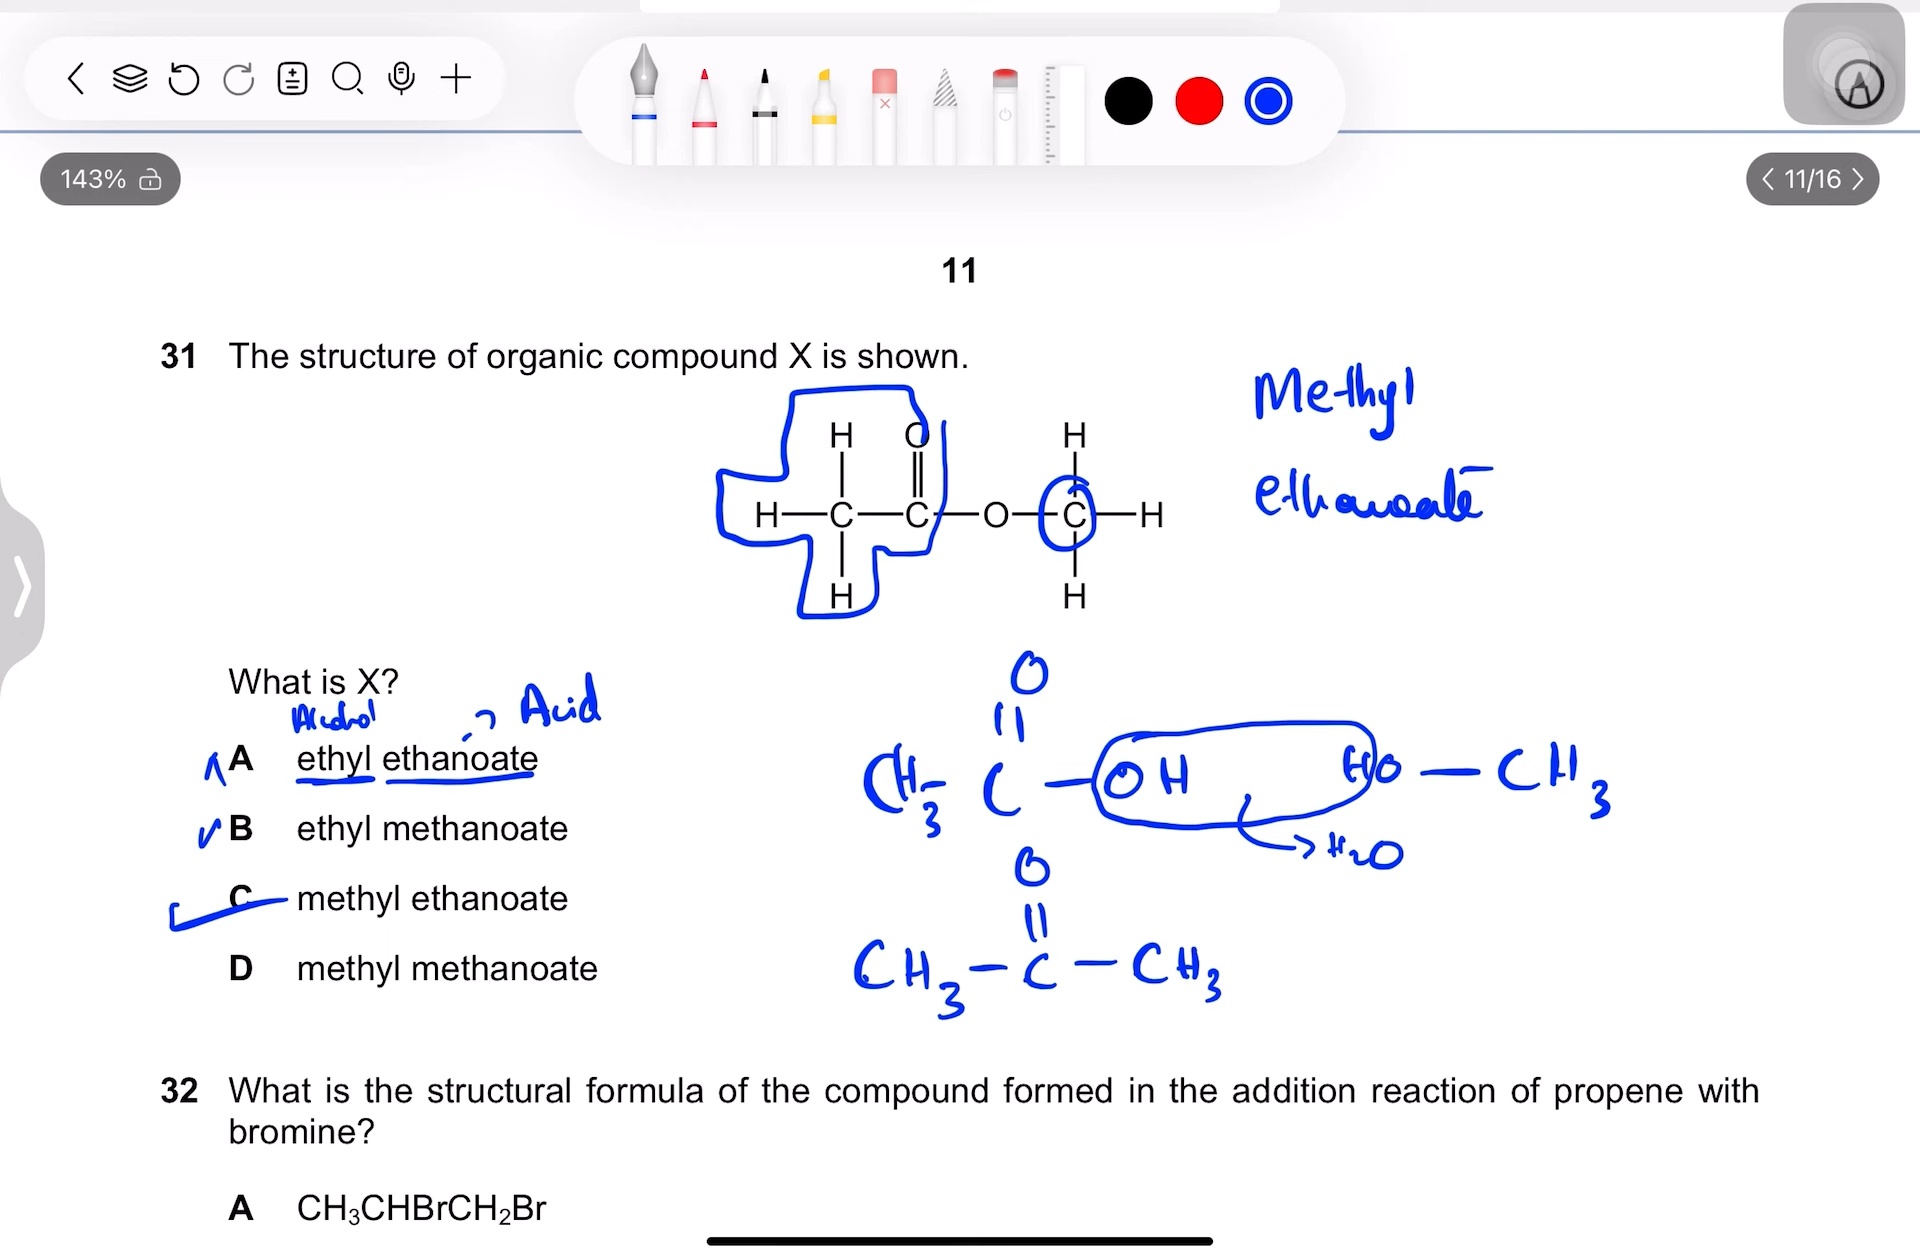 143%
11/16
11
31 The structure of organic compound X is shown.
Methyl
ethanoate
H O H
H C C O C H
H H
What is X?
Alcohol Acid
A ethyl ethanoate
B ethyl methanoate
C methyl ethanoate
D methyl methanoate
O
||
CH3 C — OH HO — CH3
→ H2O
O
||
CH3 — C — CH3
32 What is the structural formula of the compound formed in the addition reaction of propene with
bromine?
A CH₃CHBrCH₂Br